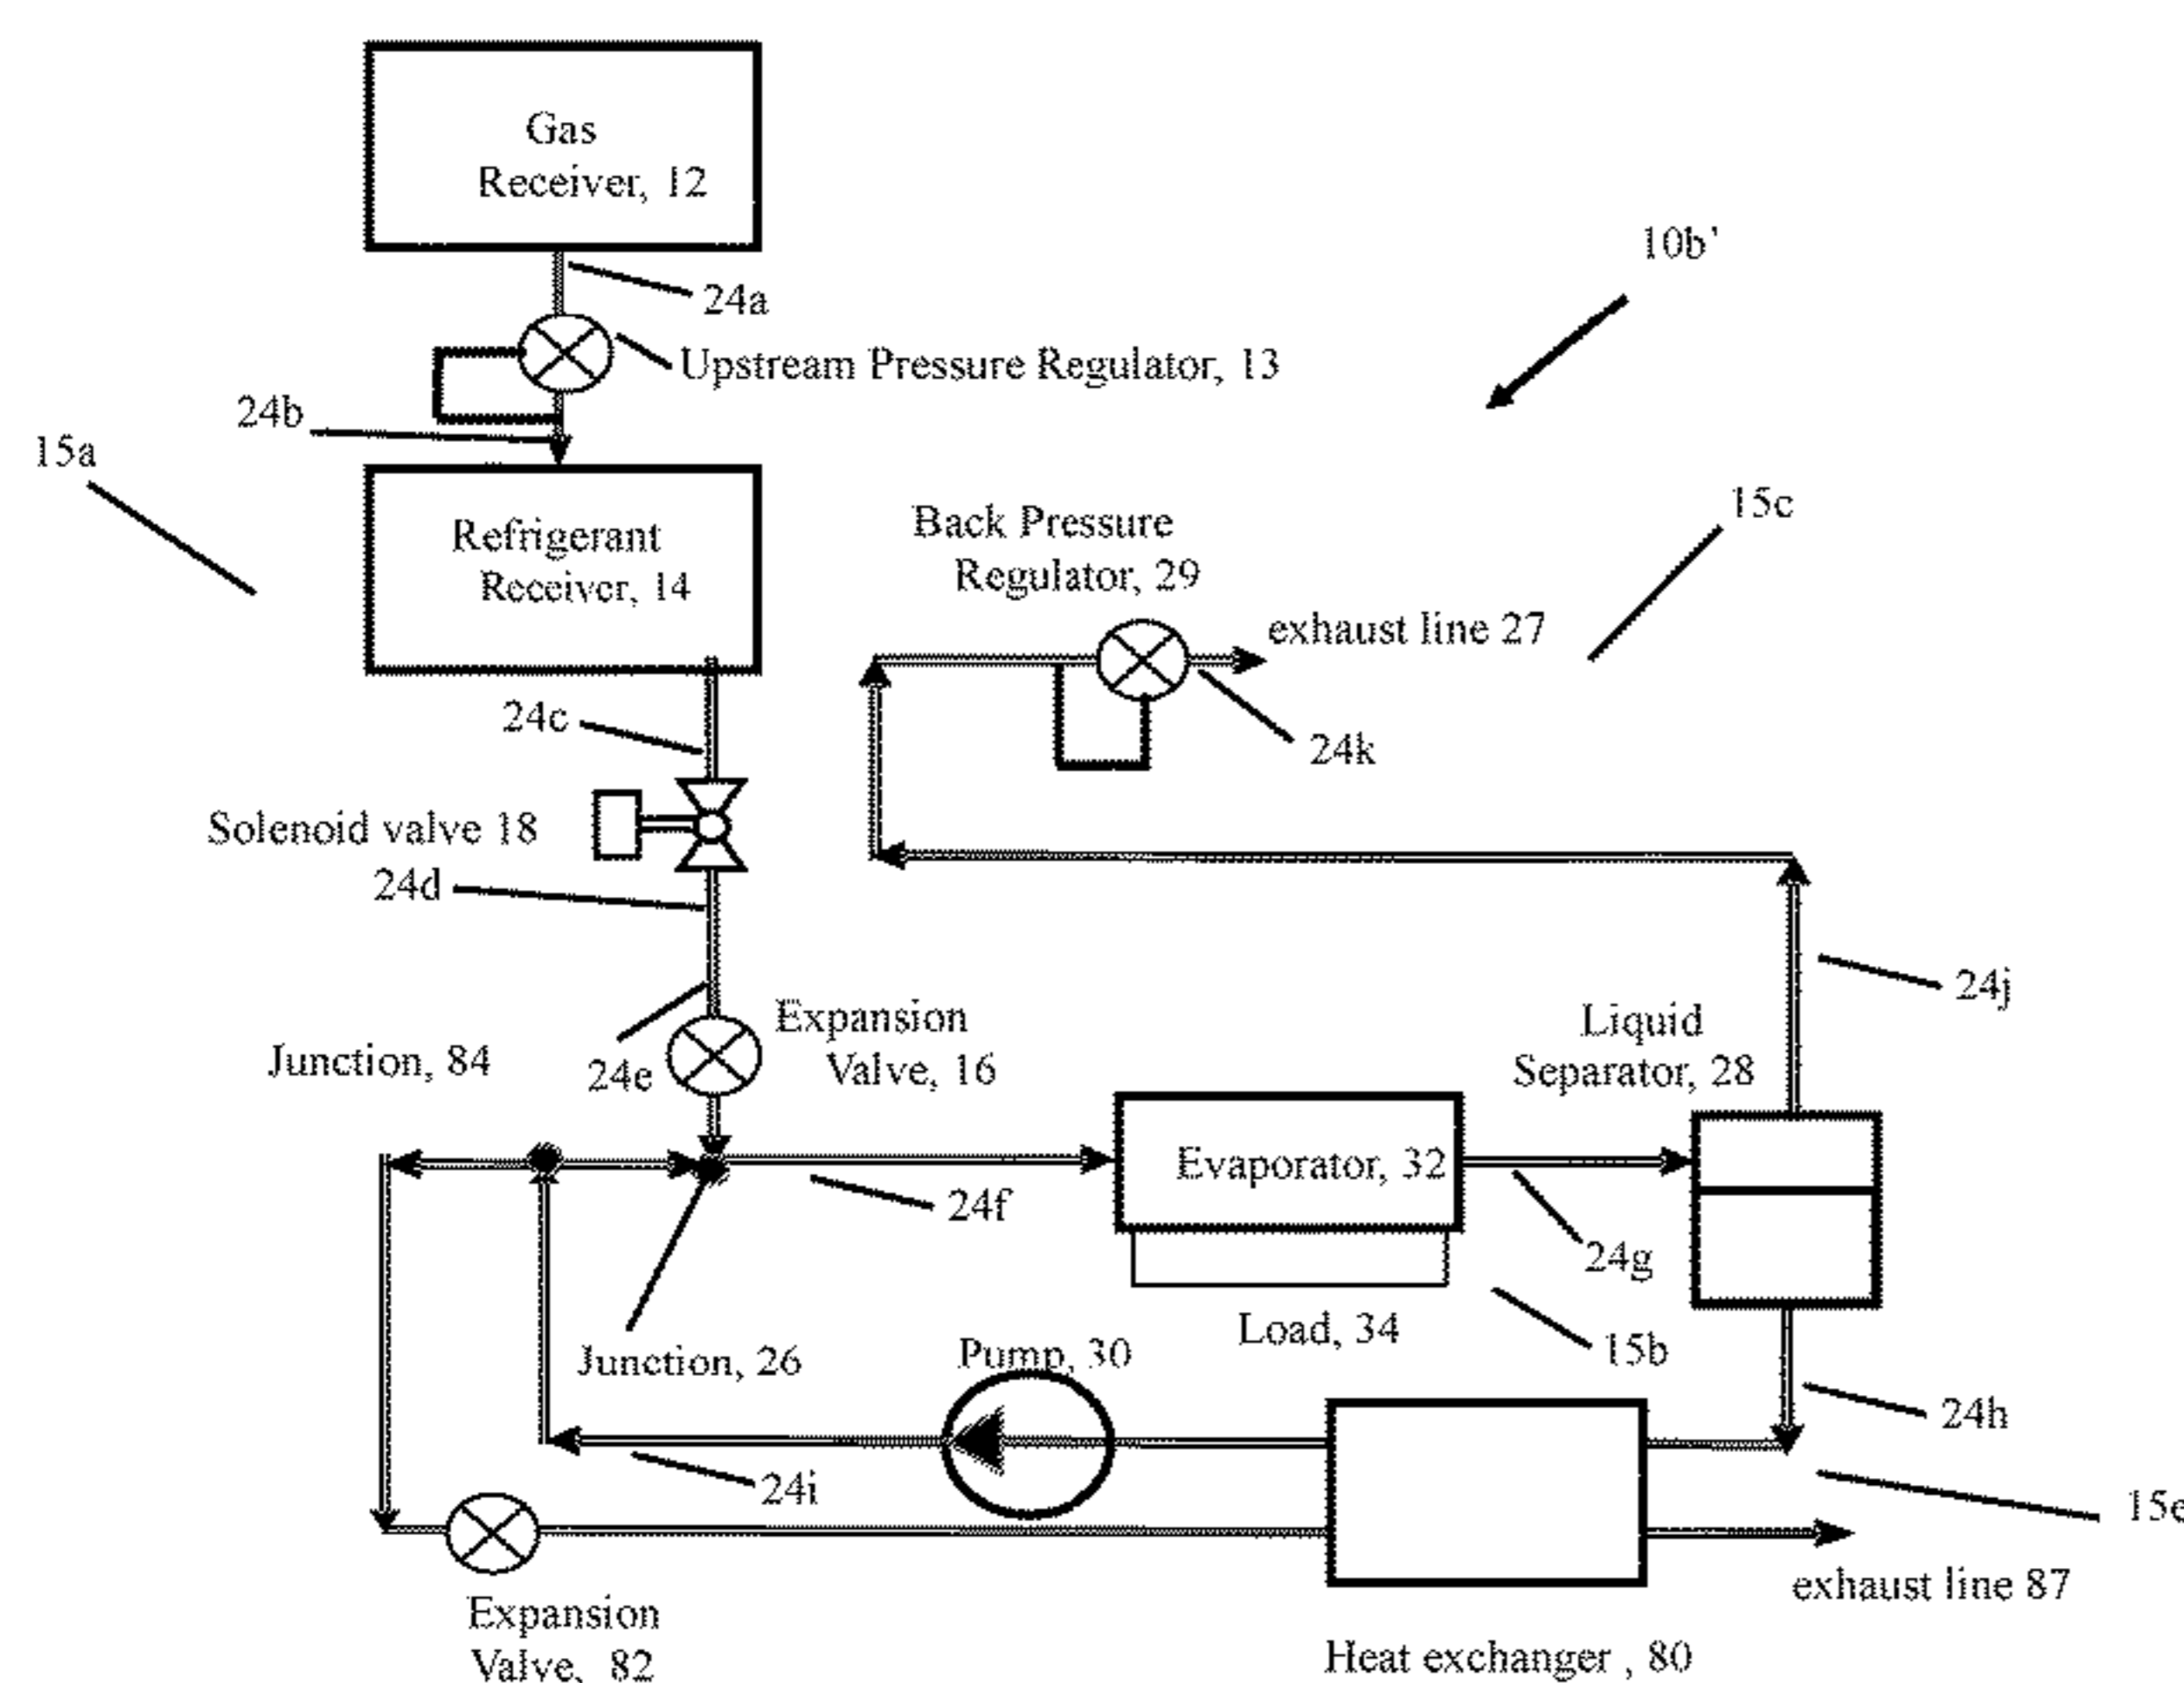 Gas
Receiver, 12
10b’
24a
Upstream Pressure Regulator, 13
24b
15a
15c
Back Pressure
Regulator, 29
Refrigerant
Receiver, 14
exhaust line 27
24c
24k
Solenoid valve 18
24d
24j
Expansion
Valve, 16
Liquid
Separator, 28
Junction, 84
24e
Evaporator, 32
24f
24g
Load, 34
15b
Junction, 26
Pump, 30
24h
24i
15e
exhaust line 87
Expansion
Valve, 82
Heat exchanger , 80